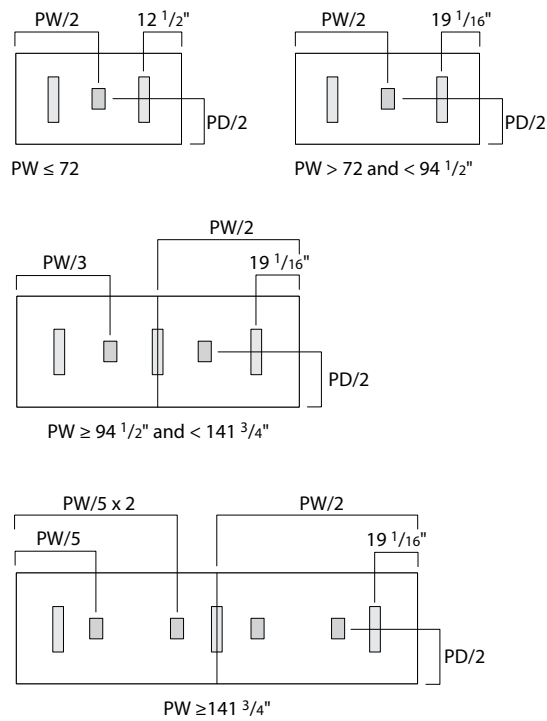 PW/2
12 1/2"
PW/2
19 1/16"
PD/2
PD/2
PW ≤ 72
PW > 72 and < 94 1/2"
PW/2
PW/3
19 1/16"
PD/2
PW ≥ 94 1/2" and < 141 3/4"
PW/5 x 2
PW/2
PW/5
19 1/16"
PD/2
PW ≥141 3/4"